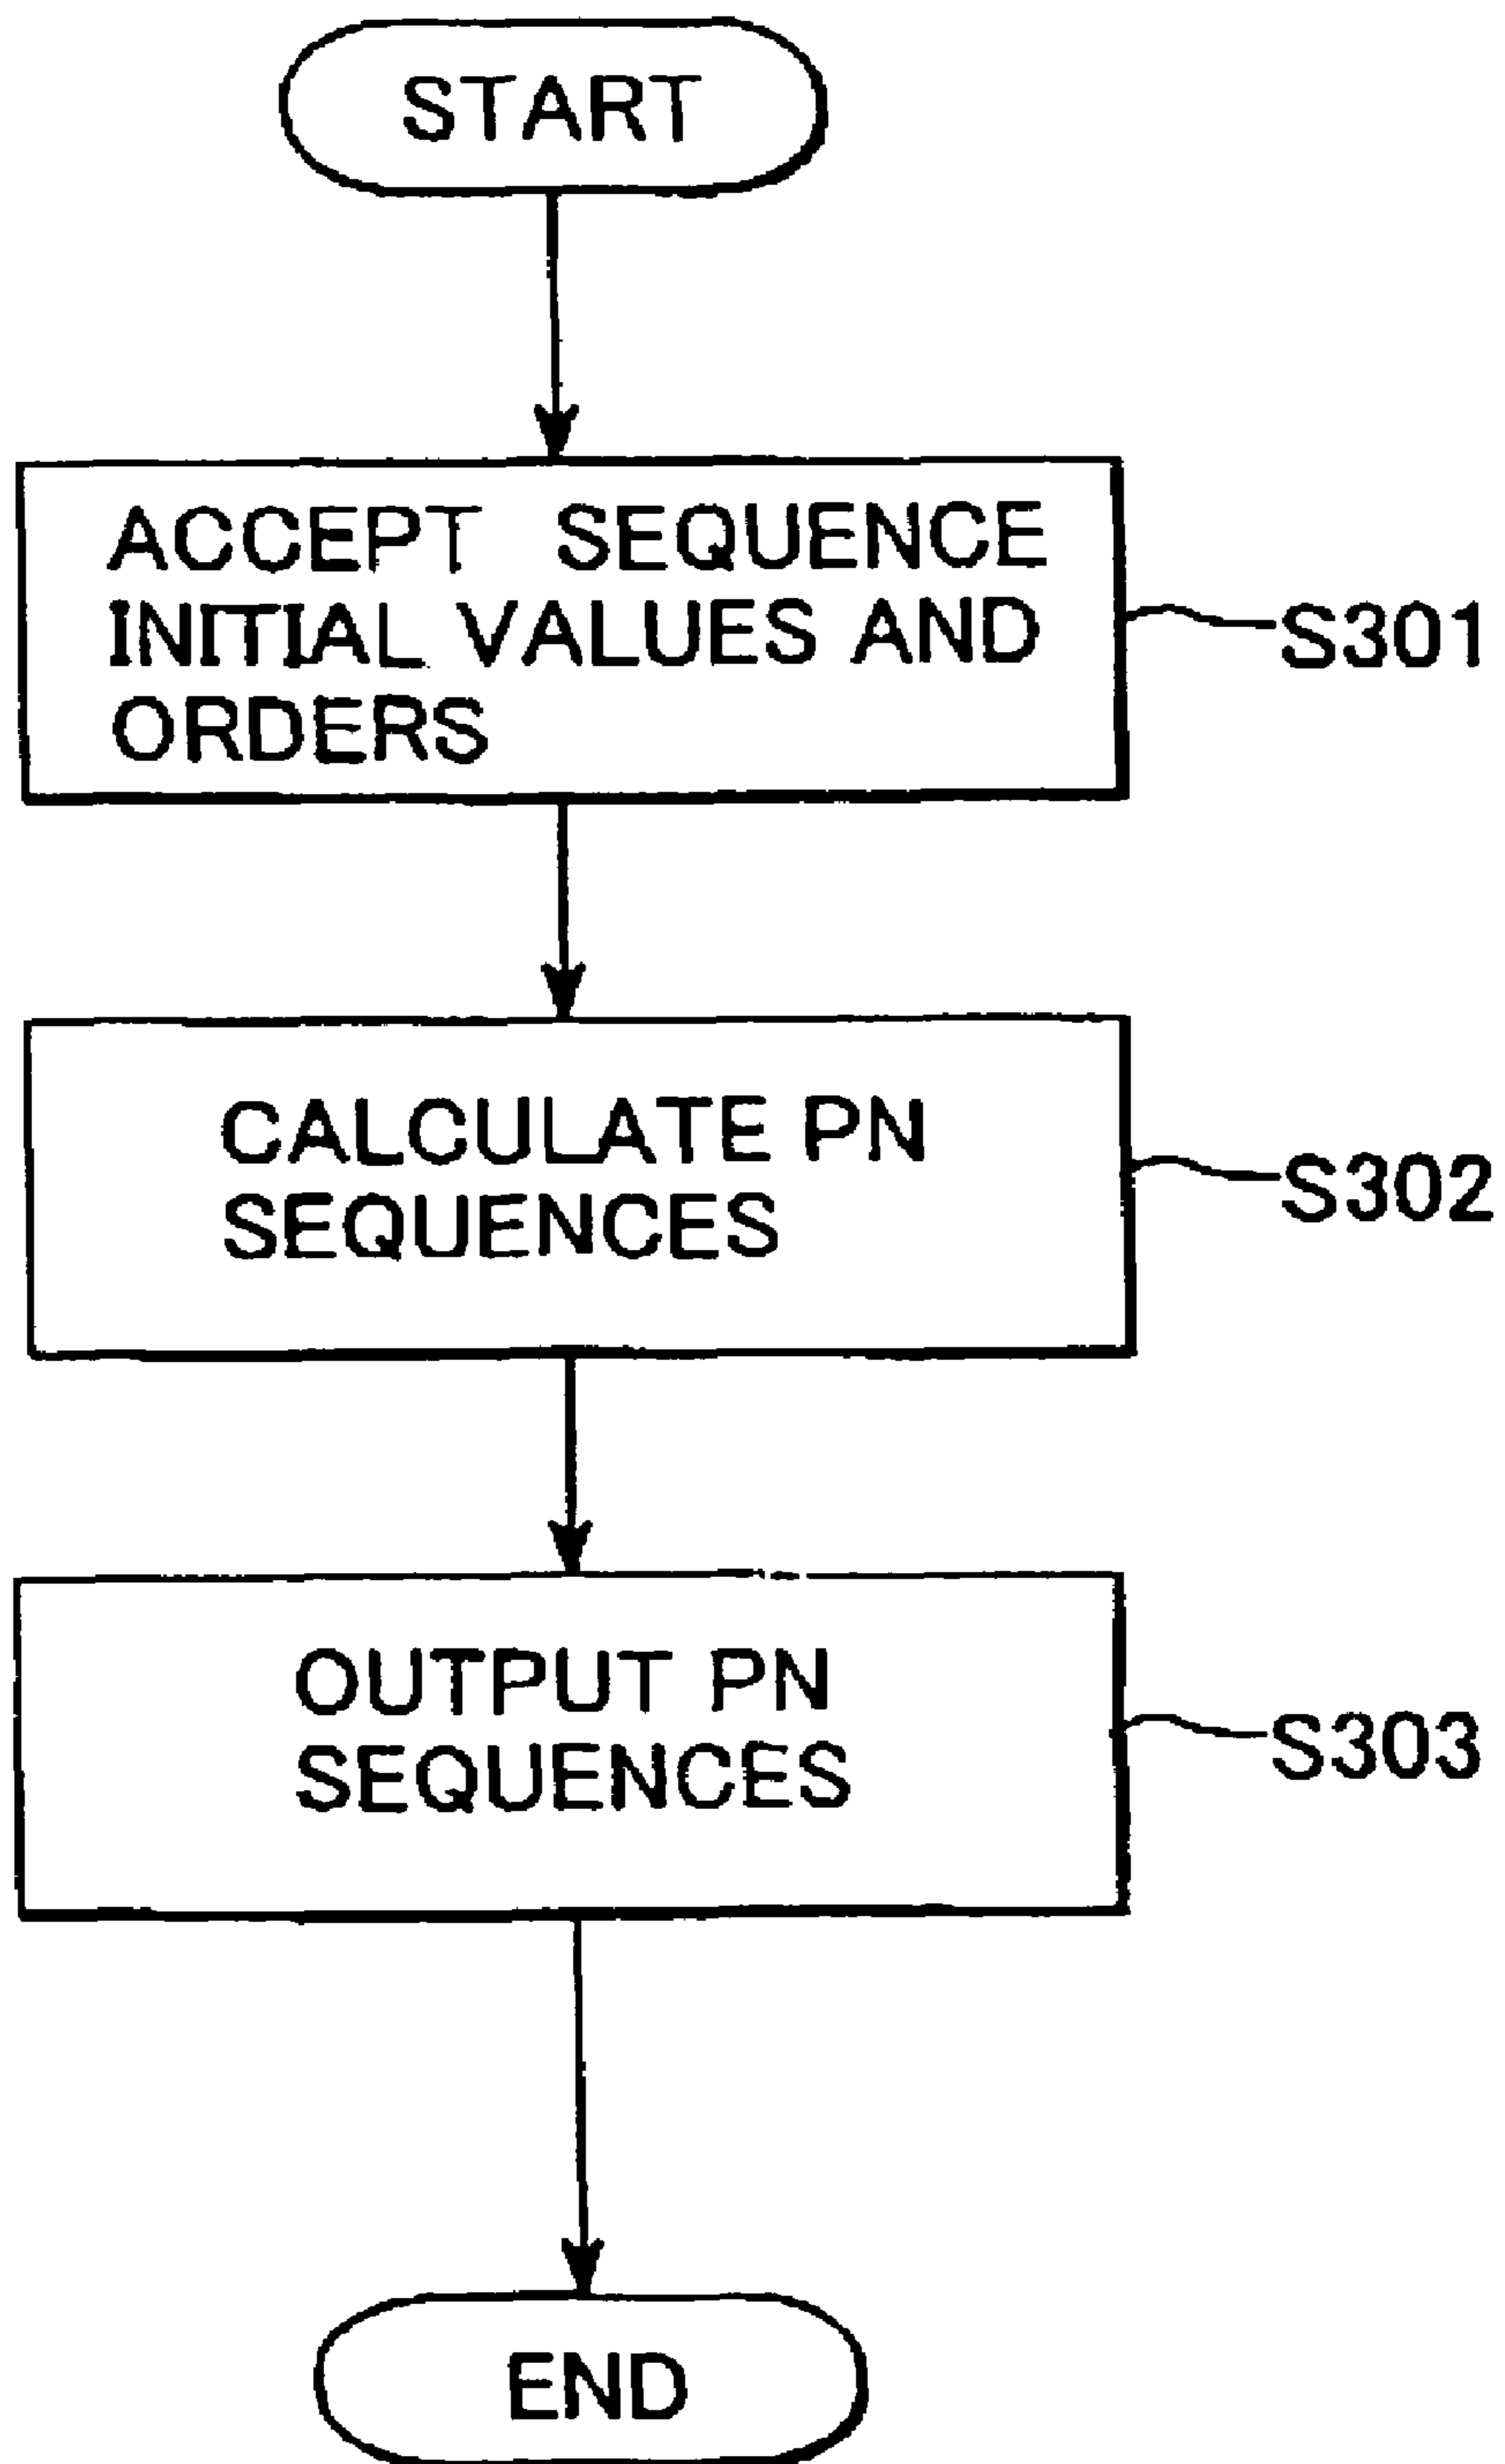 START
ACCEPT SEQUENCE
INITIAL VALUES AND
ORDERS
S301
CALCULATE PN
SEQUENCES
S302
OUTPUT PN
SEQUENCES
S303
END